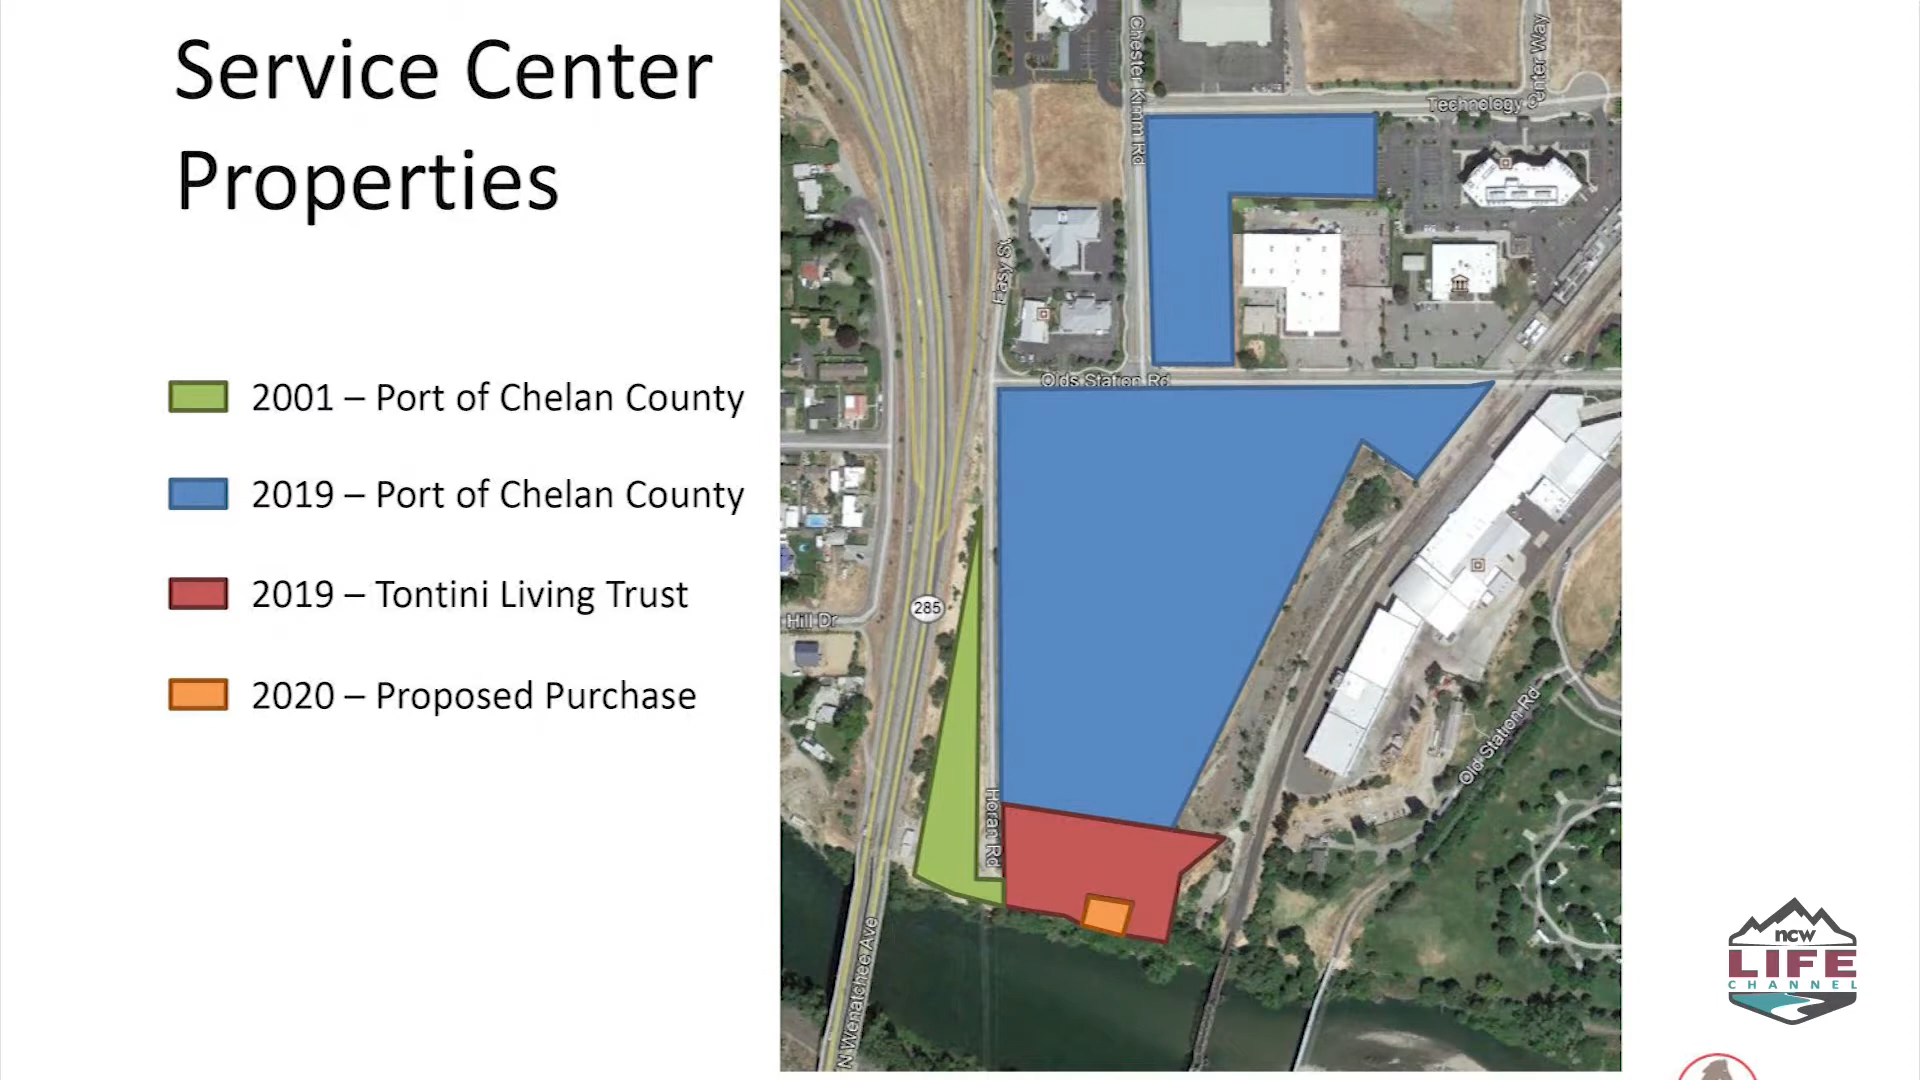 Service Center
Properties
2001 – Port of Chelan County
2019 – Port of Chelan County
2019 – Tontini Living Trust
2020 – Proposed Purchase
Chester Kimm Rd
Technology
Center Way
Easy St
Olds Station Rd
285
Hill Dr
Horan Rd
Old Station Rd
N Wenatchee Ave
ncw
LIFE
CHANNEL